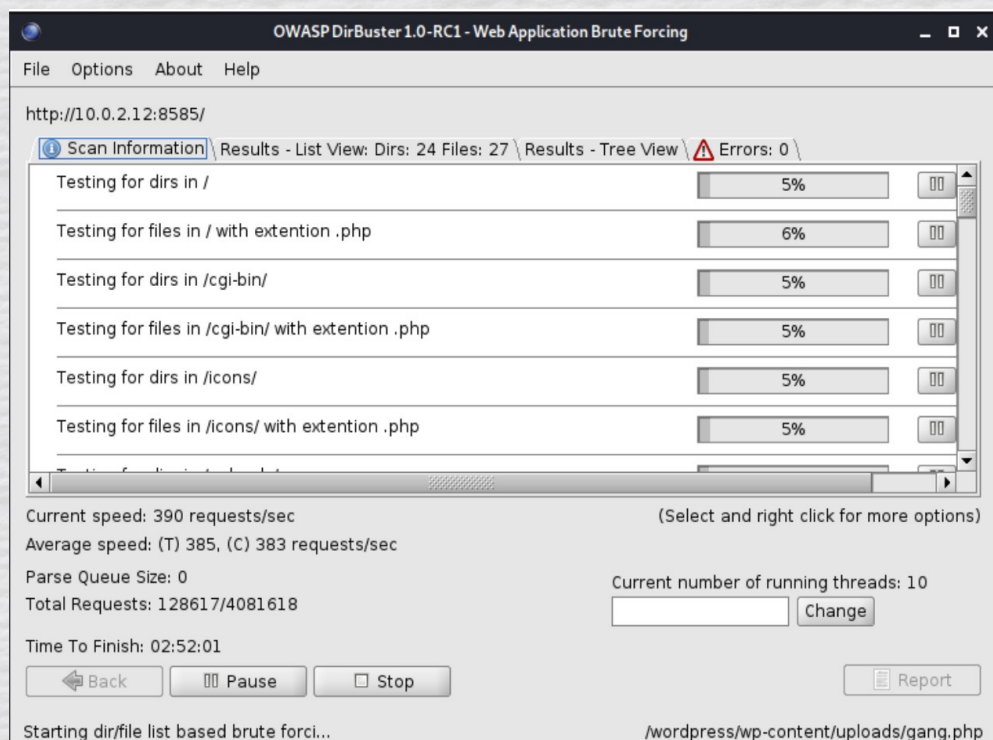 OWASP DirBuster 1.0-RC1 - Web Application Brute Forcing
File Options About Help
http://10.0.2.12:8585/
Scan Information Results - List View: Dirs: 24 Files: 27 Results - Tree View Errors: 0
Testing for dirs in / 5%
Testing for files in / with extention .php 6%
Testing for dirs in /cgi-bin/ 5%
Testing for files in /cgi-bin/ with extention .php 5%
Testing for dirs in /icons/ 5%
Testing for files in /icons/ with extention .php 5%
Current speed: 390 requests/sec (Select and right click for more options)
Average speed: (T) 385, (C) 383 requests/sec
Parse Queue Size: 0
Current number of running threads: 10
Total Requests: 128617/4081618
Change
Time To Finish: 02:52:01
Back Pause Stop Report
Starting dir/file list based brute forci... /wordpress/wp-content/uploads/gang.php